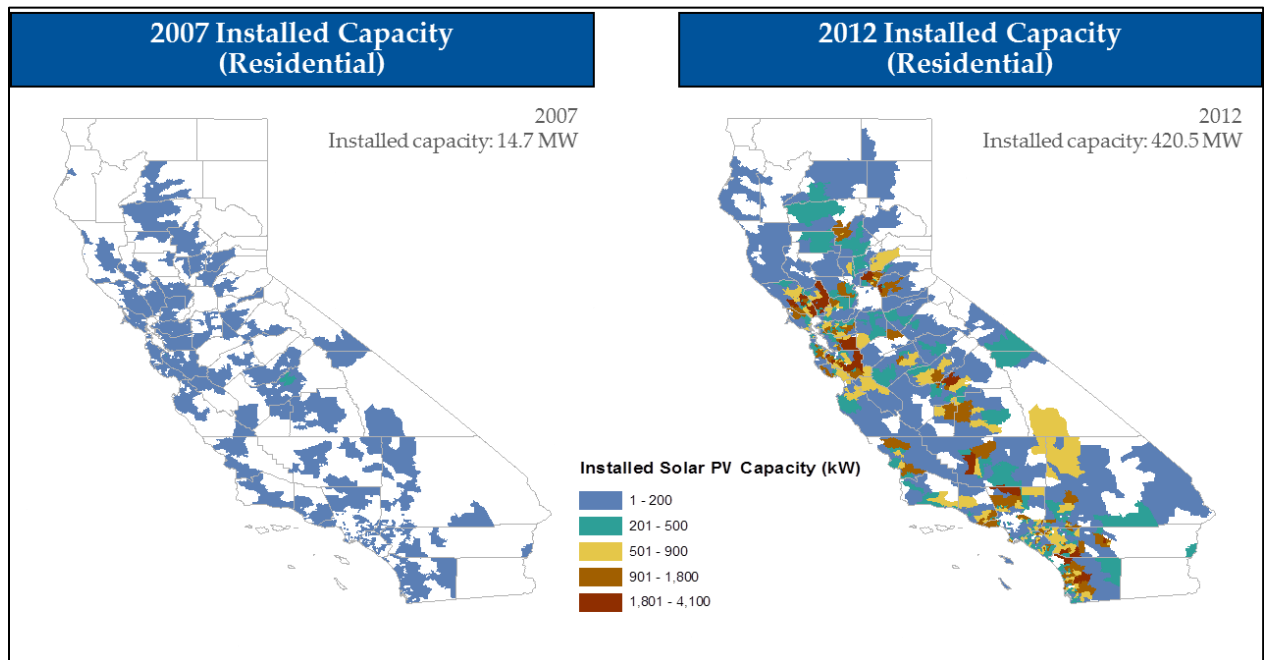 2007 Installed Capacity
(Residential)
2012 Installed Capacity
(Residential)
2007
Installed capacity: 14.7 MW
2012
Installed capacity: 420.5 MW
Installed Solar PV Capacity (kW)
1 - 200
201 - 500
501 - 900
901 - 1,800
1,801 - 4,100